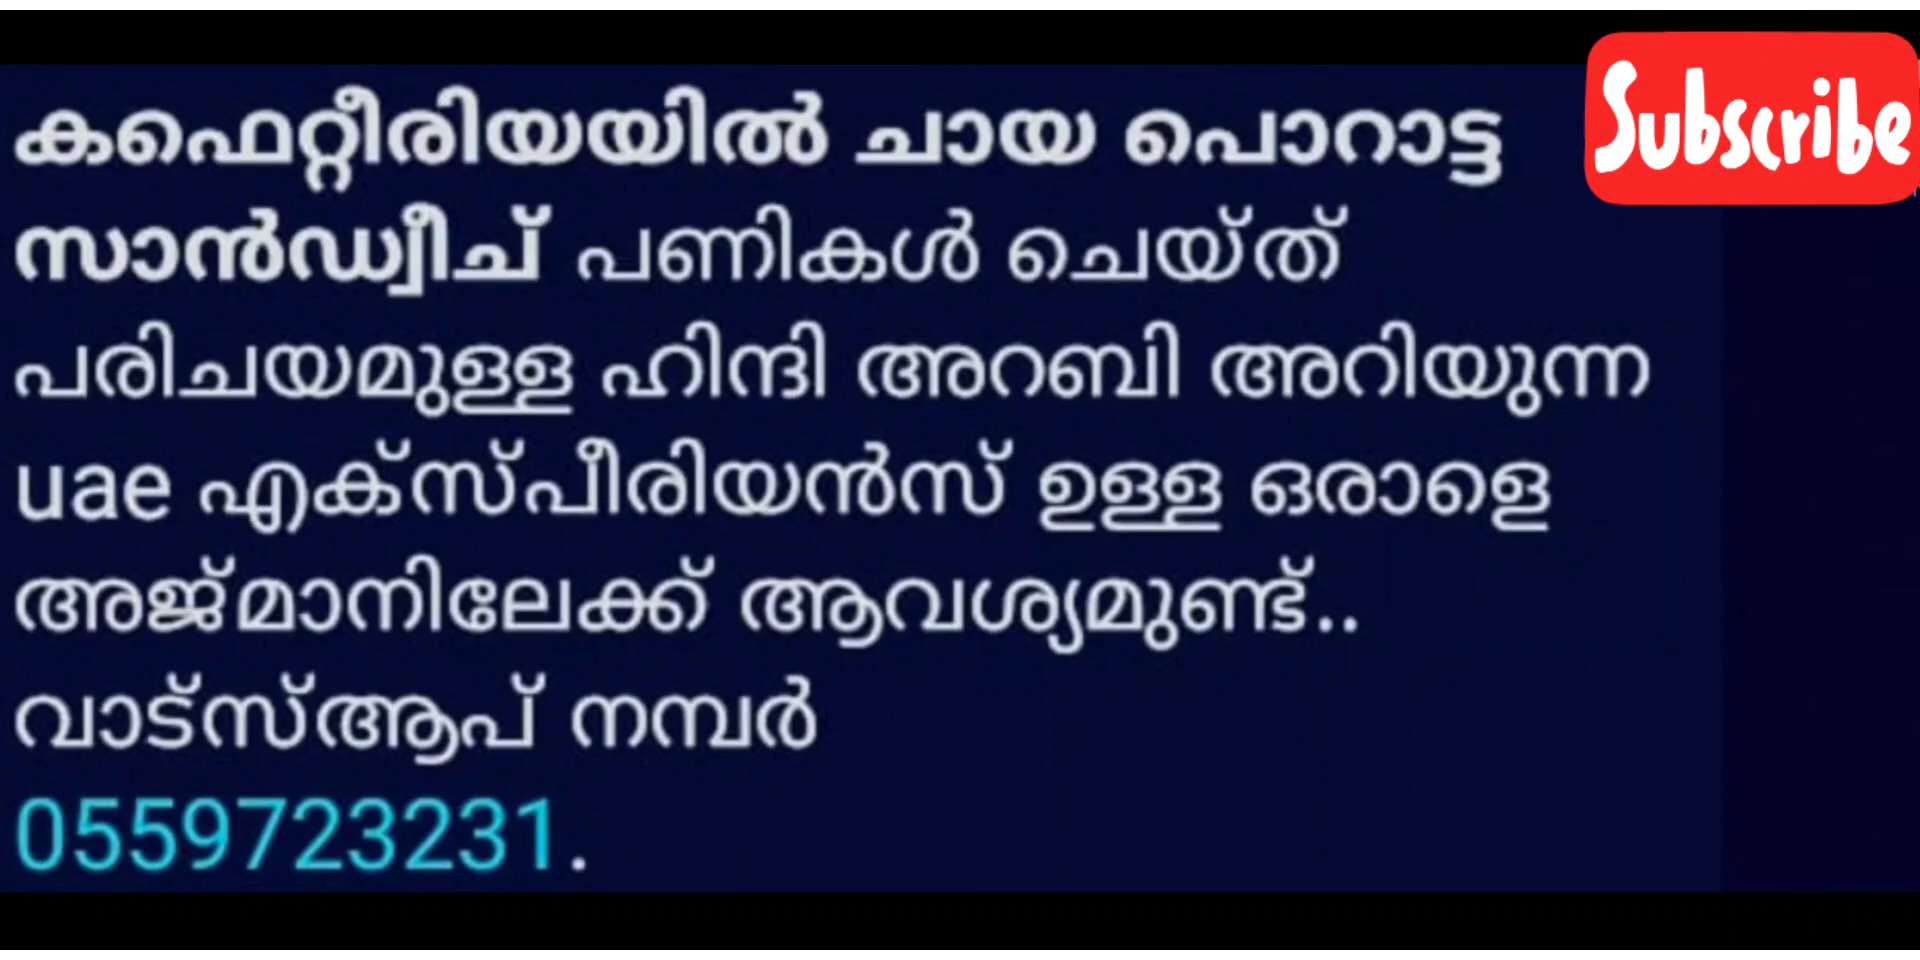 Subscribe
കഫെറ്റീരിയയിൽ ചായ പൊറാട്ട
സാൻഡ്വീച് പണികൾ ചെയ്ത്
പരിചയമുള്ള ഹിന്ദി അറബി അറിയുന്ന
uae എക്സ്പീരിയൻസ് ഉള്ള ഒരാളെ
അജ്മാനിലേക്ക് ആവശ്യമുണ്ട്..
വാട്സ്ആപ് നമ്പർ
0559723231.